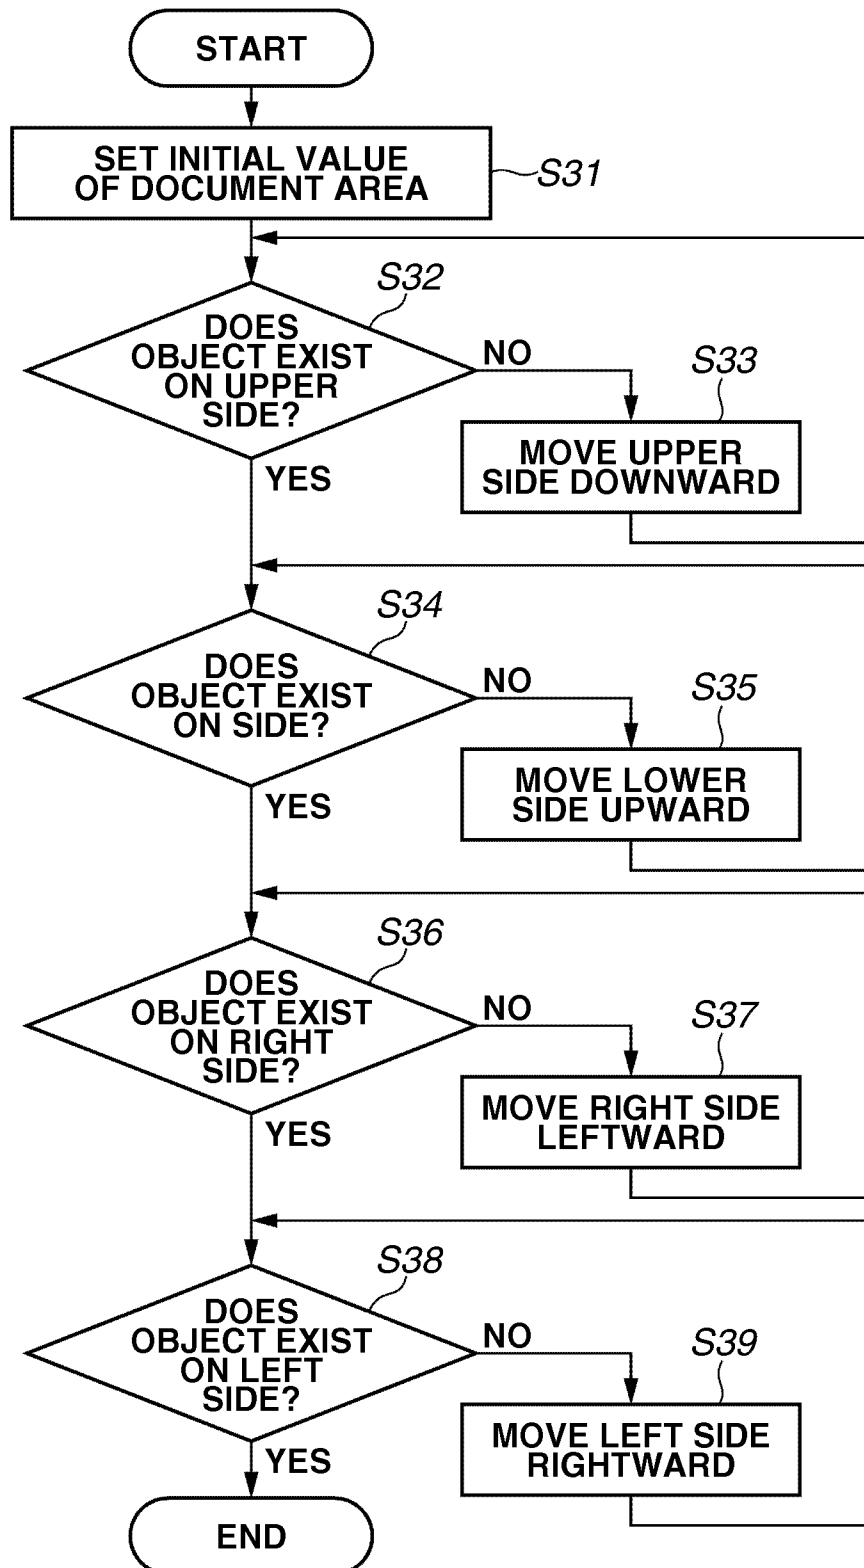 START
SET INITIAL VALUE
OF DOCUMENT AREA
S31
S32
DOES
OBJECT EXIST
ON UPPER
SIDE?
NO
YES
S33
MOVE UPPER
SIDE DOWNWARD
S34
DOES
OBJECT EXIST
ON SIDE?
NO
YES
S35
MOVE LOWER
SIDE UPWARD
S36
DOES
OBJECT EXIST
ON RIGHT
SIDE?
NO
YES
S37
MOVE RIGHT SIDE
LEFTWARD
S38
DOES
OBJECT EXIST
ON LEFT
SIDE?
NO
YES
S39
MOVE LEFT SIDE
RIGHTWARD
END